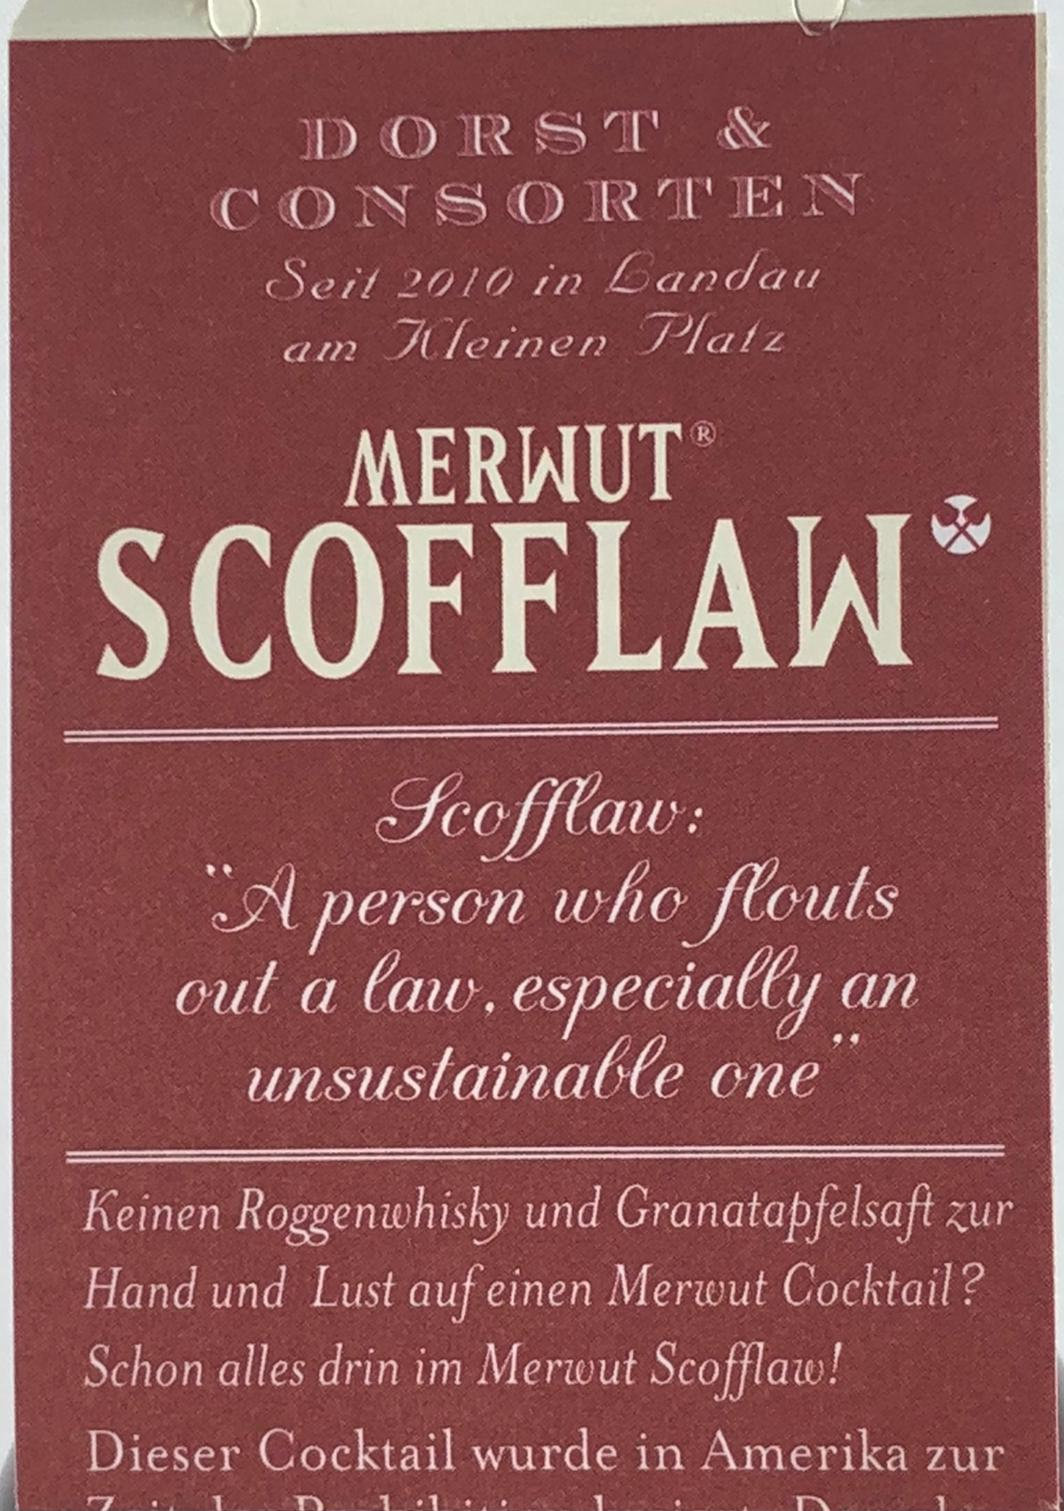 DORST &
CONSORTEN
Seit 2010 in Landau
am Kleinen Platz
MERWUT®
SCOFFLAW
Scofflaw:
"A person who flouts
out a law, especially an
unsustainable one"
Keinen Roggenwhisky und Granatapfelsaft zur
Hand und Lust auf einen Merwut Cocktail?
Schon alles drin im Merwut Scofflaw!
Dieser Cocktail wurde in Amerika zur